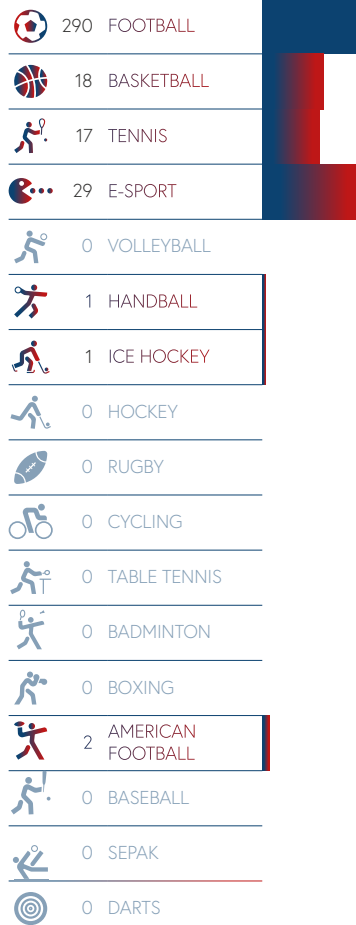 290 FOOTBALL
18 BASKETBALL
17 TENNIS
29 E-SPORT
0 VOLLEYBALL
1 HANDBALL
1 ICE HOCKEY
0 HOCKEY
0 RUGBY
0 CYCLING
0 TABLE TENNIS
0 BADMINTON
0 BOXING
2 AMERICAN
FOOTBALL
0 BASEBALL
0 SEPAK
0 DARTS